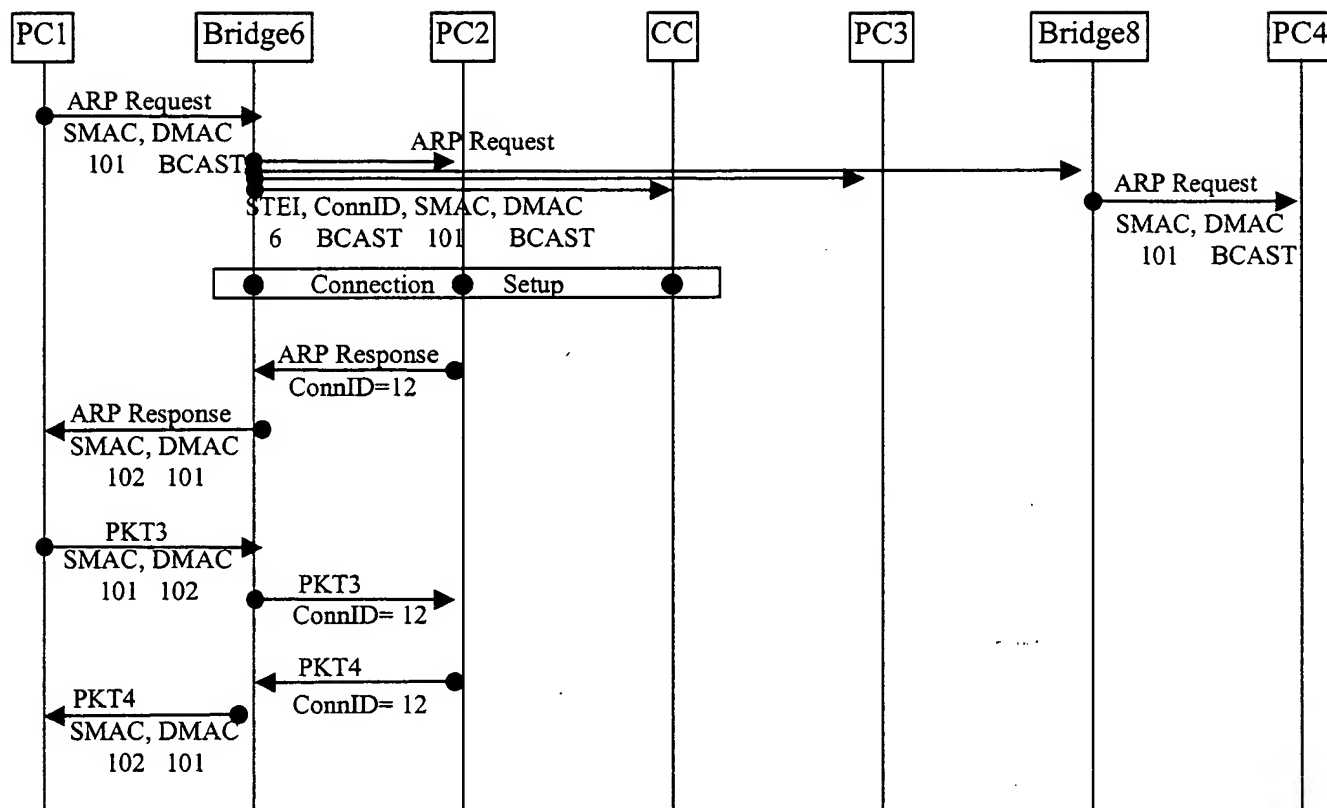 PC1 Bridge6 PC2 CC PC3 Bridge8 PC4
ARP Request
SMAC, DMAC
101 BCAST
ARP Request
STEI, ConnID, SMAC, DMAC
6 BCAST 101 BCAST
ARP Request
SMAC, DMAC
101 BCAST
Connection Setup
ARP Response
ConnID=12
ARP Response
SMAC, DMAC
102 101
PKT3
SMAC, DMAC
101 102
PKT3
ConnID= 12
PKT4
ConnID= 12
PKT4
SMAC, DMAC
102 101